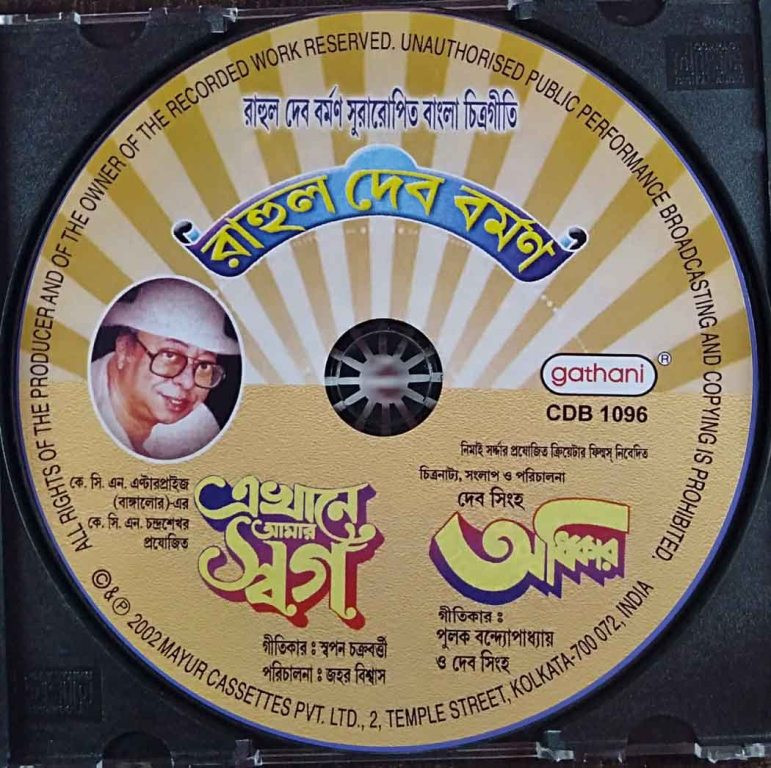 ALL RIGHTS OF THE PRODUCER AND OF THE OWNER OF THE RECORDED WORK RESERVED. UNAUTHORISED PUBLIC PERFORMANCE BROADCASTING AND COPYING IS PROHIBITED.
রাহুল দেব বর্মণ সুরারোপিত বাংলা চিত্রগীতি
রাহুল দেব বর্মণ
gathani ®
CDB 1096
কে. সি. এন. এণ্টারপ্রাইজ
(বাঙ্গালোর)-এর
কে. সি. এন. চন্দ্রশেখর
প্রযোজিত
এখানে
আমার
স্বর্গ
গীতিকার : স্বপন চক্রবর্ত্তী
পরিচালনা : জহর বিশ্বাস
নিমাই সর্দ্দার প্রযোজিত ক্রিয়েটার ফিল্মস্ নিবেদিত
চিত্রনাট্য, সংলাপ ও পরিচালনা
দেব সিংহ
অধিকার
গীতিকার :
পুলক বন্দ্যোপাধ্যায়
ও দেব সিংহ
©&℗ 2002 MAYUR CASSETTES PVT. LTD., 2, TEMPLE STREET, KOLKATA-700 072, INDIA